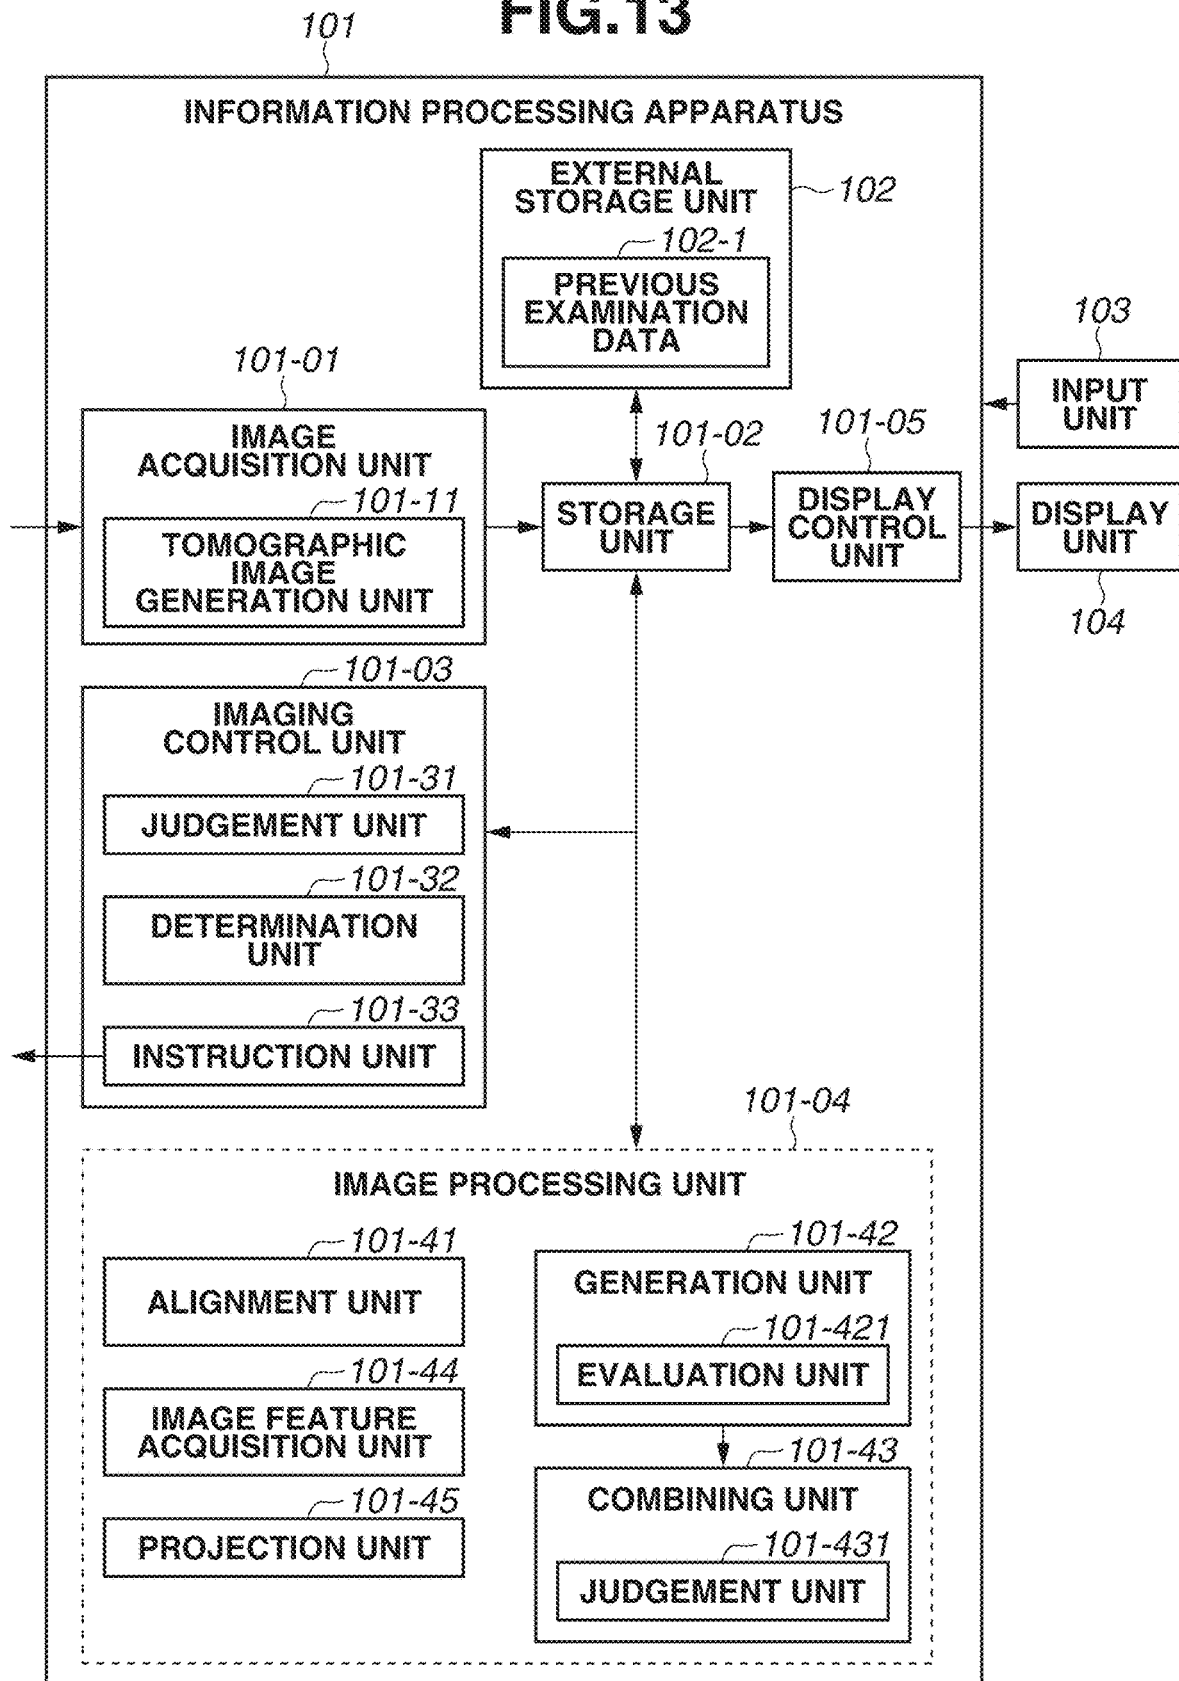 FIG.13
101
INFORMATION PROCESSING APPARATUS
EXTERNAL
STORAGE UNIT
102
102-1
PREVIOUS
EXAMINATION
DATA
103
INPUT
UNIT
101-01
IMAGE
ACQUISITION UNIT
101-11
TOMOGRAPHIC
IMAGE
GENERATION UNIT
101-02
STORAGE
UNIT
101-05
DISPLAY
CONTROL
UNIT
DISPLAY
UNIT
104
101-03
IMAGING
CONTROL UNIT
101-31
JUDGEMENT UNIT
101-32
DETERMINATION
UNIT
101-33
INSTRUCTION UNIT
101-04
IMAGE PROCESSING UNIT
101-41
ALIGNMENT UNIT
101-44
IMAGE FEATURE
ACQUISITION UNIT
101-45
PROJECTION UNIT
101-42
GENERATION UNIT
101-421
EVALUATION UNIT
101-43
COMBINING UNIT
101-431
JUDGEMENT UNIT